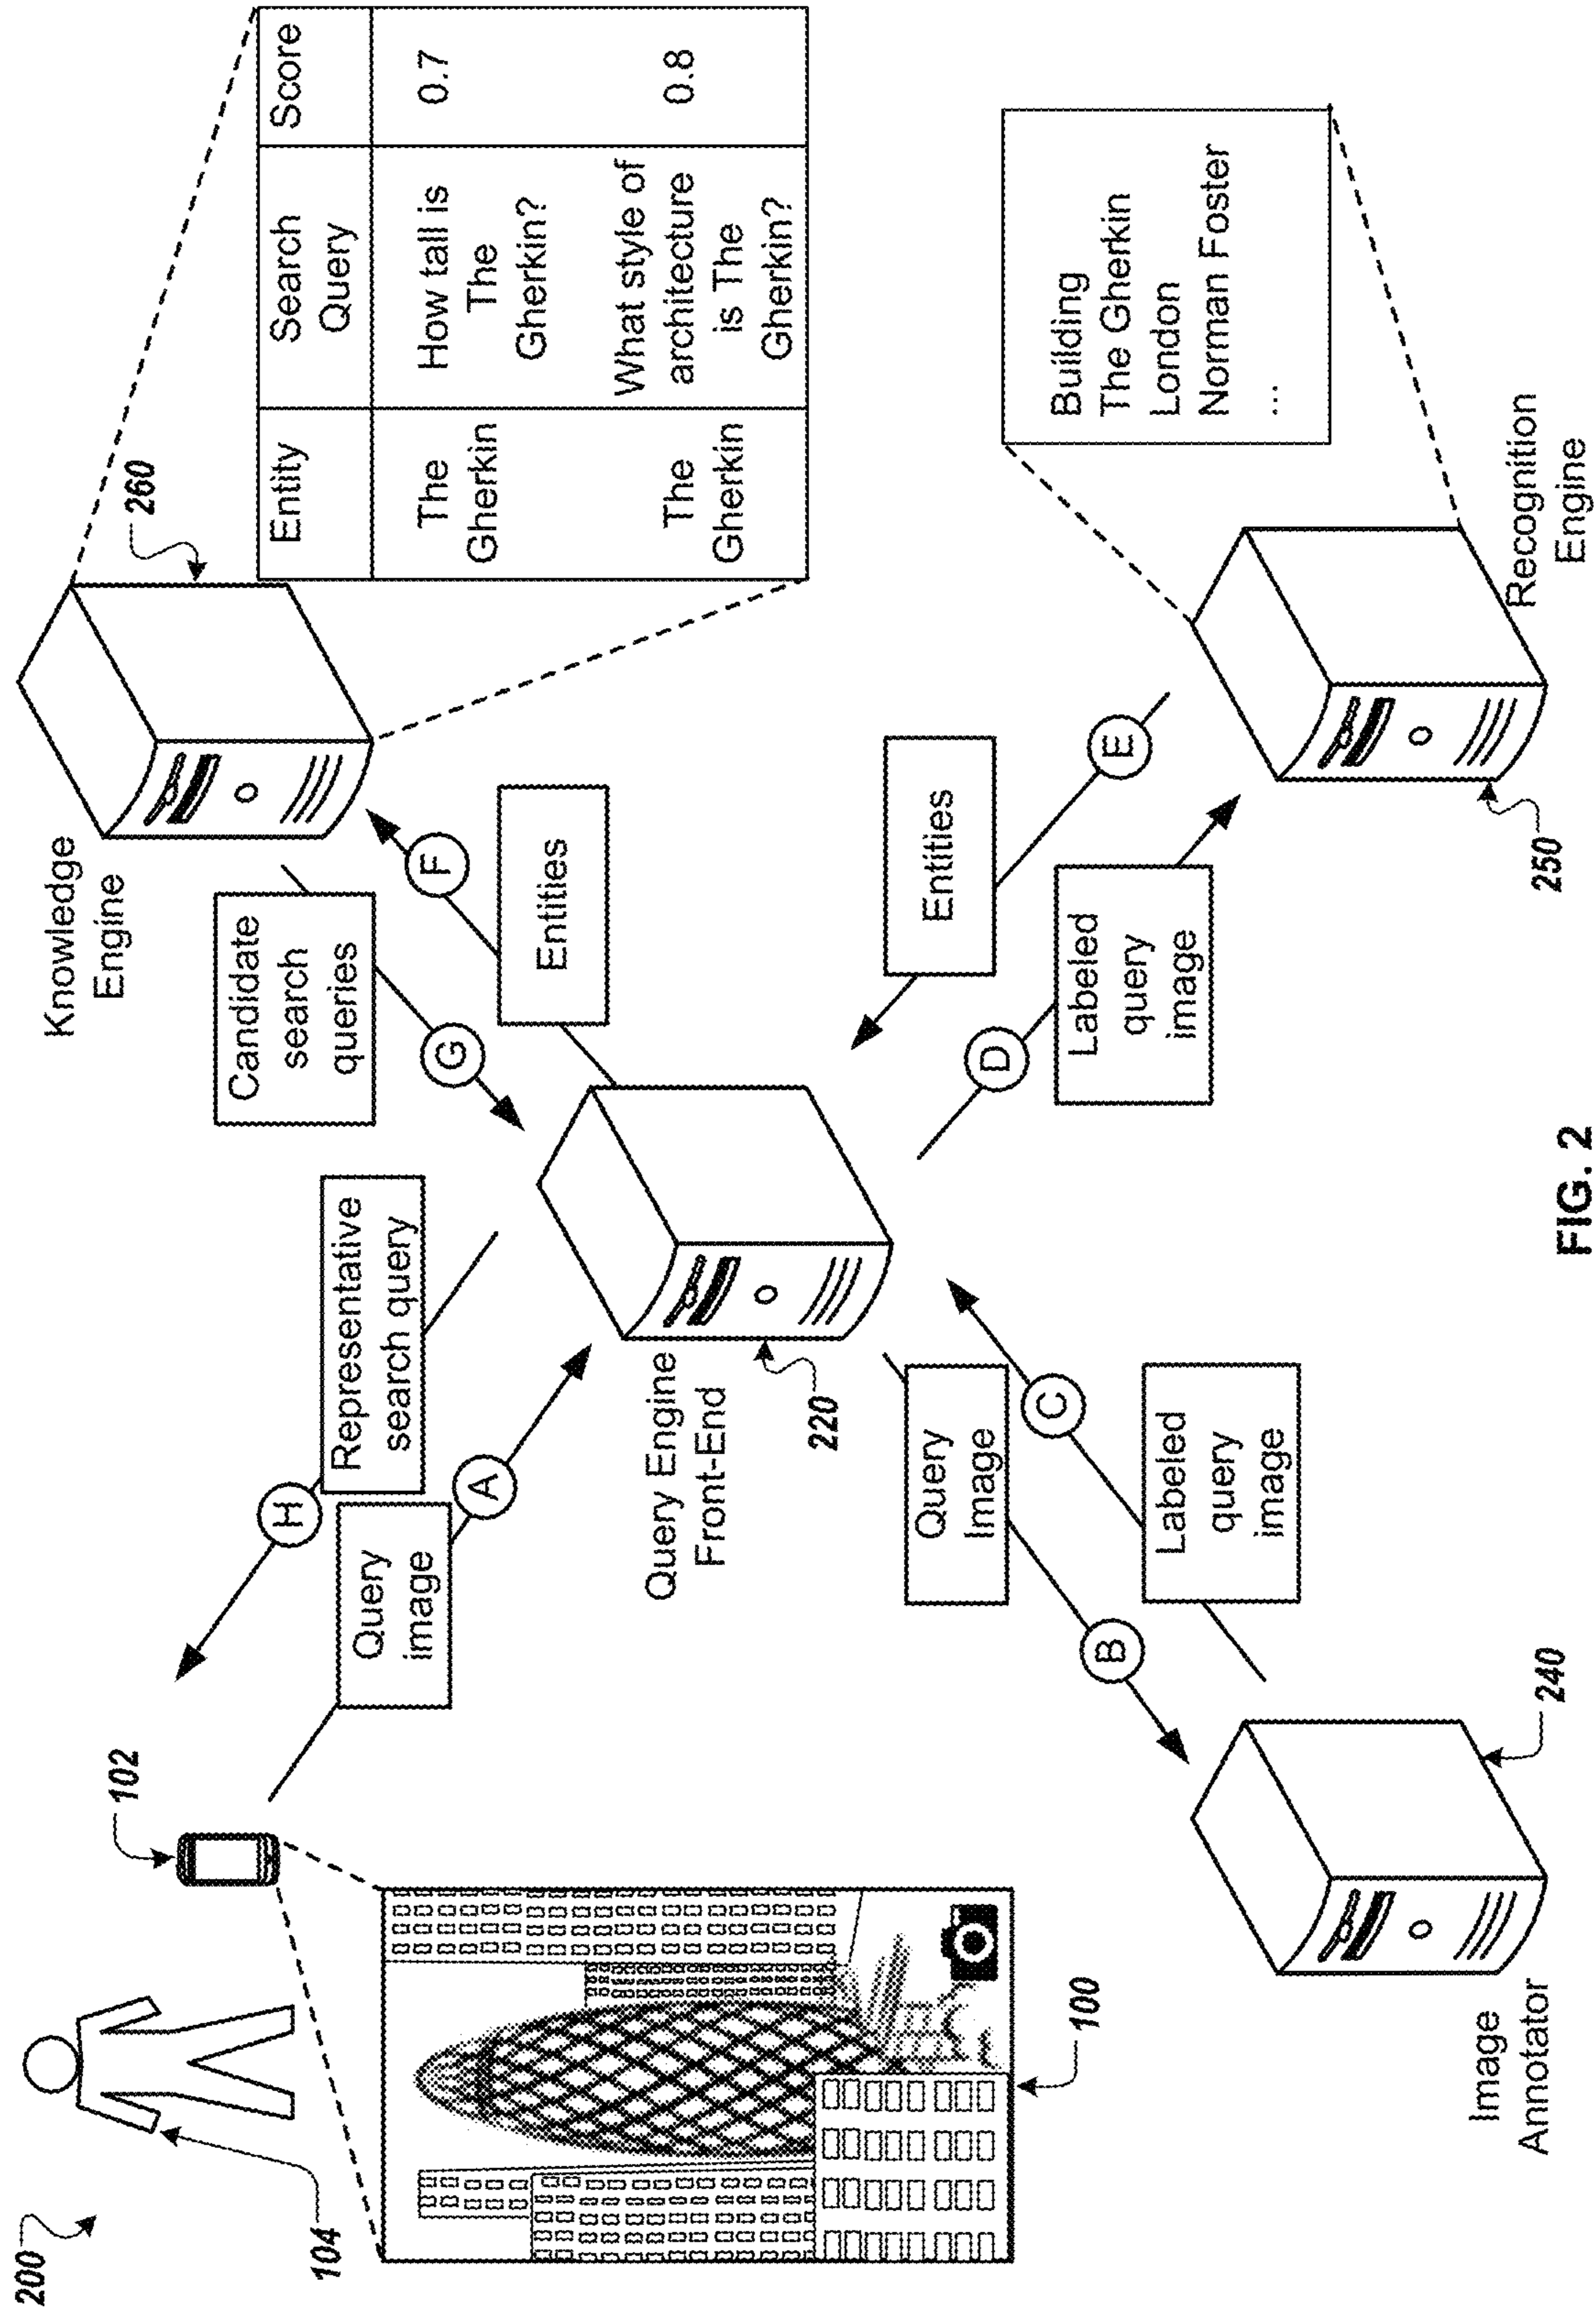 200
104
102
100
Query
image
A
H
Representative
search query
Query Engine
Front-End
220
Candidate
search
queries
G
F
Entities
Knowledge
Engine
260
Entity
Search
Query
Score
The
Gherkin
How tall is
The
Gherkin?
0.7
The
Gherkin
What style of
architecture
is The
Gherkin?
0.8
Query
Image
B
C
Labeled
query
image
Image
Annotator
240
D
Labeled
query
image
Entities
E
250
Recognition
Engine
Building
The Gherkin
London
Norman Foster
...
FIG. 2